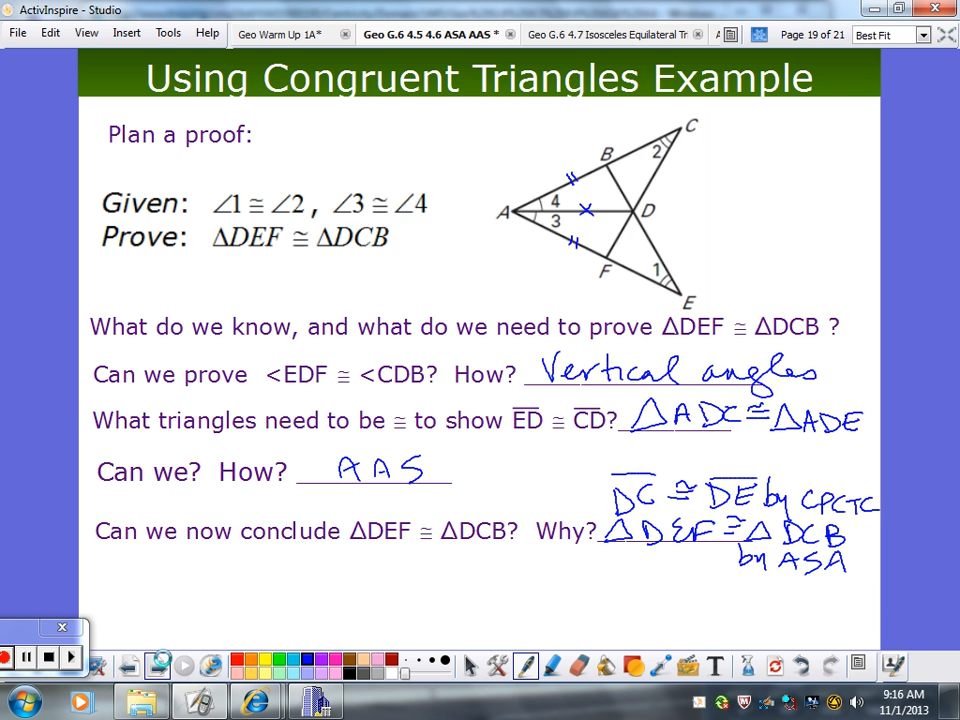 ActivInspire - Studio
File Edit View Insert Tools Help Geo Warm Up 1A* Geo G.6 4.5 4.6 ASA AAS * Geo G.6 4.7 Isosceles Equilateral Tr A Page 19 of 21 Best Fit
Using Congruent Triangles Example
Plan a proof:
Given: ∠1 ≅ ∠2 , ∠3 ≅ ∠4
Prove: ΔDEF ≅ ΔDCB
C
2
B
4
A
D
3
F
1
E
What do we know, and what do we need to prove ΔDEF ≅ ΔDCB ?
Can we prove <EDF ≅ <CDB? How? Vertical angles
What triangles need to be ≅ to show ED ≅ CD? △ADC ≅ △ADE
Can we? How? AAS
DC ≅ DE by CPCTC
Can we now conclude ΔDEF ≅ ΔDCB? Why? △DEF ≅ △DCB
by ASA
9:16 AM
11/1/2013